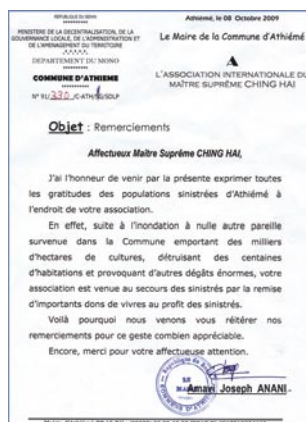 REPUBLIQUE DU BENIN
MINISTERE DE LA DECENTRALISATION, DE LA
GOUVERNANCE LOCALE, DE L'ADMINISTRATION ET
DE L'AMENAGEMENT DU TERRITOIRE
DEPARTEMENT DU MONO
COMMUNE D'ATHIEME
N° 91/330/C-ATH/SG/SDLP
Athiémé, le 08 Octobre 2009
Le Maire de la Commune d'Athiémé
A
L'ASSOCIATION INTERNATIONALE DU
MAÎTRE SUPRÊME CHING HAI
Objet : Remerciements
Affectueux Maître Suprême CHING HAI,
J'ai l'honneur de venir par la présente exprimer toutes
les gratitudes des populations sinistrées d'Athiémé à
l'endroit de votre association.
En effet, suite à l'inondation à nulle autre pareille
survenue dans la Commune emportant des milliers
d'hectares de cultures, détruisant des centaines
d'habitations et provoquant d'autres dégâts énormes, votre
association est venue au secours des sinistrés par la remise
d'importants dons de vivres au profit des sinistrés.
Voilà pourquoi nous venons vous réitérer nos
remerciements pour ce geste combien appréciable.
Encore, merci pour votre affectueuse attention.
LE
MAIRE
Amavi Joseph ANANI